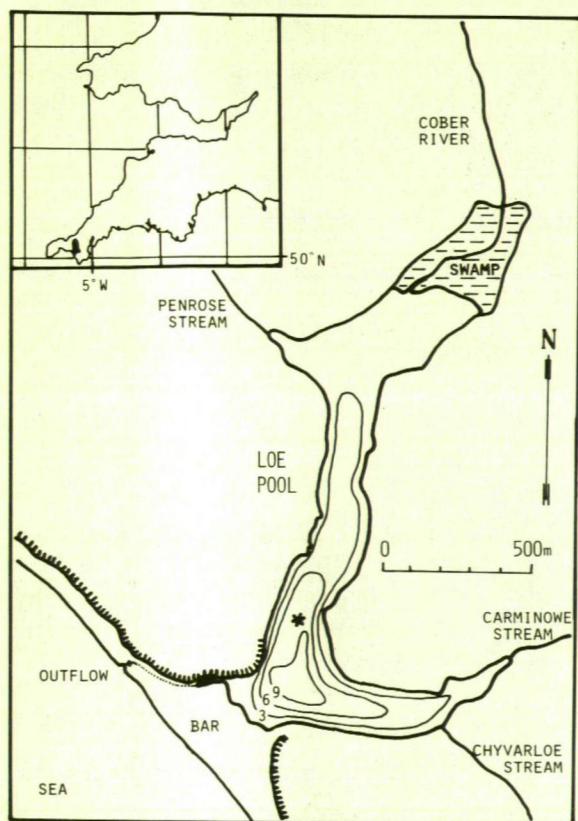 COBER
RIVER
SWAMP
50°N
5°W
PENROSE
STREAM
N
LOE
POOL
0 500m
CARMINOWE
STREAM
OUTFLOW
6 9
3
BAR
CHYVARLOE
STREAM
SEA